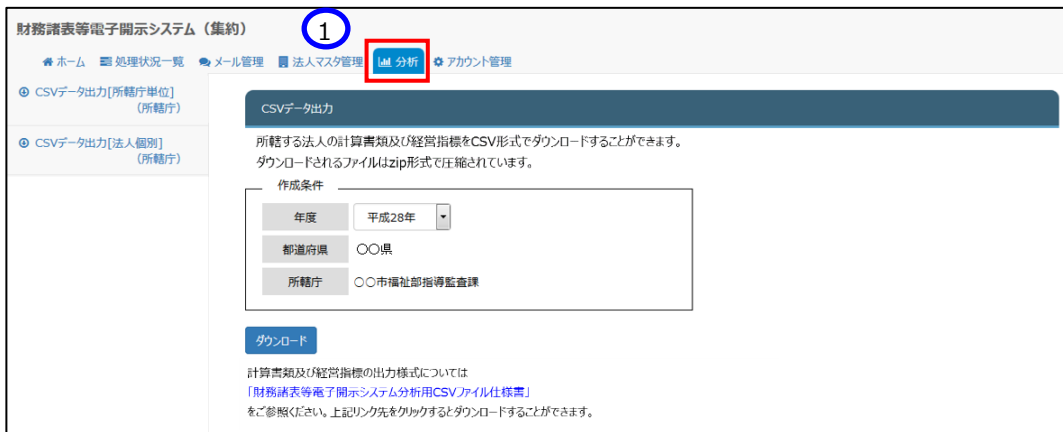 財務諸表等電子開示システム（集約）
1
ホーム 処理状況一覧 メール管理 法人マスタ管理 分析 アカウント管理
CSVデータ出力[所轄庁単位]
(所轄庁)
CSVデータ出力[法人個別]
(所轄庁)
CSVデータ出力
所轄する法人の計算書類及び経営指標をCSV形式でダウンロードすることができます。
ダウンロードされるファイルはzip形式で圧縮されています。
作成条件
年度 平成28年
都道府県 〇〇県
所轄庁 〇〇市福祉部指導監査課
ダウンロード
計算書類及び経営指標の出力様式については
「財務諸表等電子開示システム分析用CSVファイル仕様書」
をご参照ください。上記リンク先をクリックするとダウンロードすることができます。